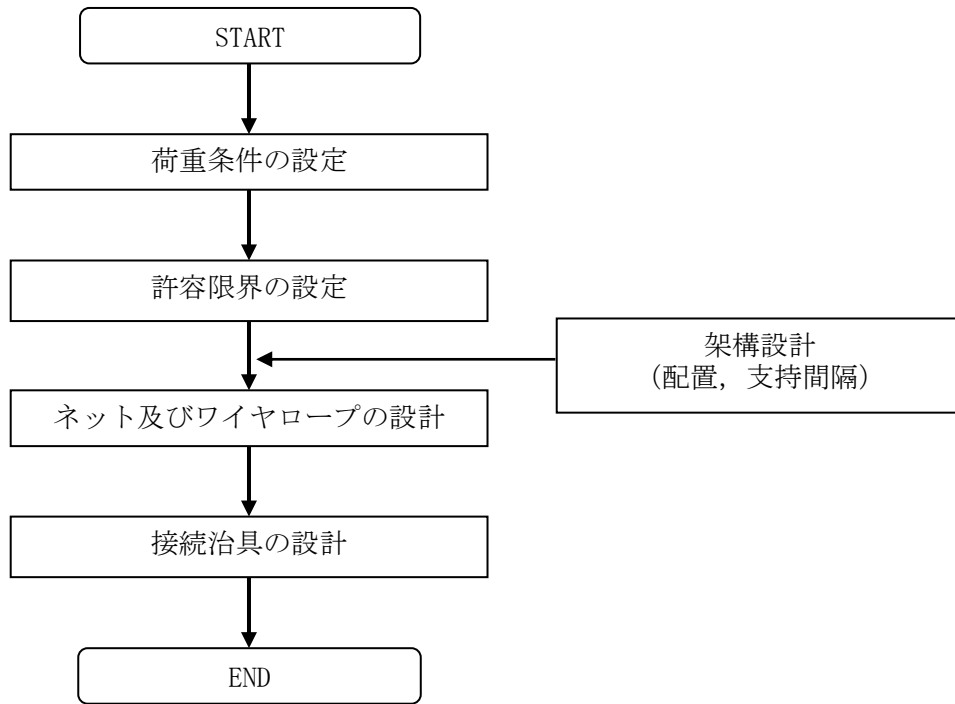 START
荷重条件の設定
許容限界の設定
架構設計
（配置，支持間隔）
ネット及びワイヤロープの設計
接続治具の設計
END